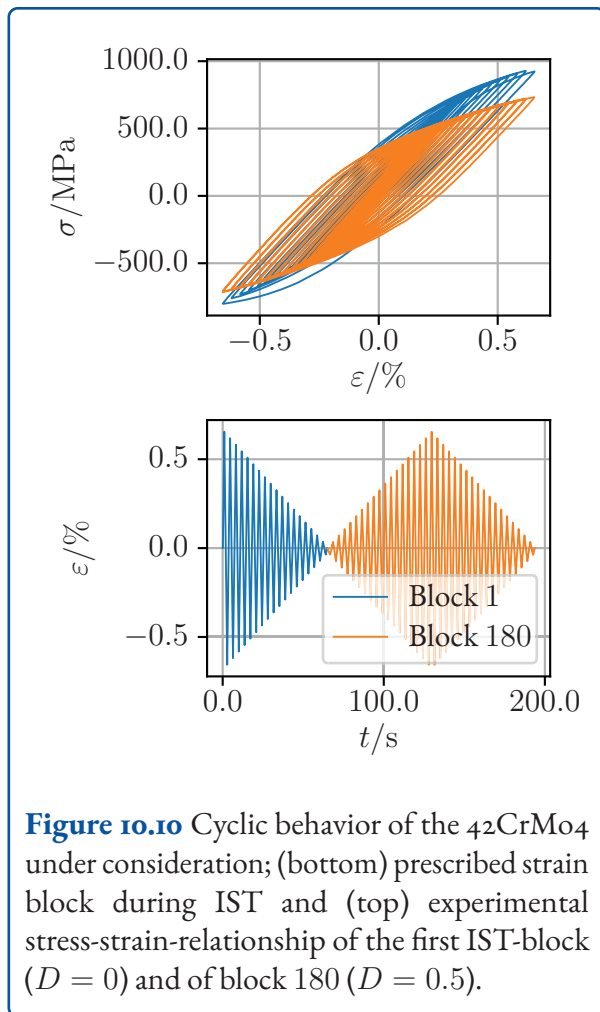 1000.0
500.0
0.0
−500.0
σ/MPa
−0.5 0.0 0.5
ε/%
0.5
0.0
−0.5
ε/%
Block 1
Block 180
0.0 100.0 200.0
t/s
Figure 10.10 Cyclic behavior of the 42CrMo4
under consideration; (bottom) prescribed strain
block during IST and (top) experimental
stress-strain-relationship of the first IST-block
(D = 0) and of block 180 (D = 0.5).